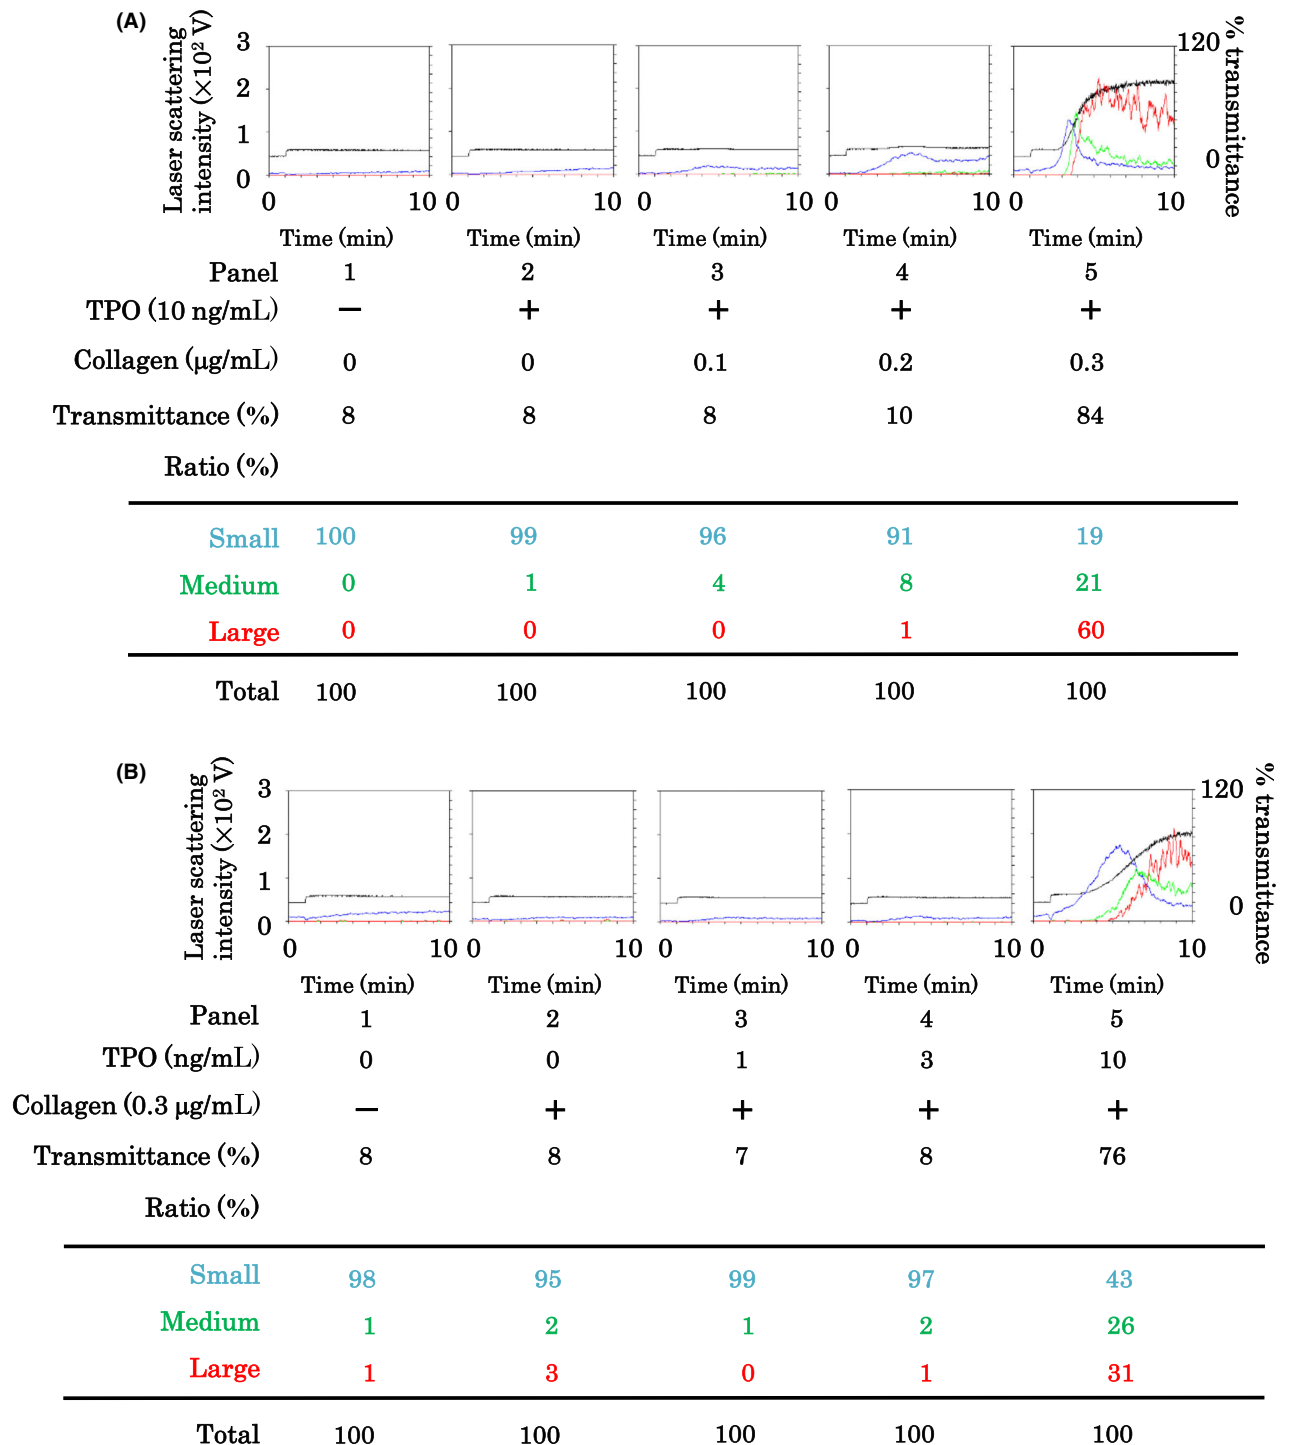 (A)
Laser scattering
intensity (×10² V)
3
2
1
0
120
0
% transmittance
0 10 0 10 0 10 0 10 0 10
Time (min) Time (min) Time (min) Time (min) Time (min)
Panel 1 2 3 4 5
TPO (10 ng/mL) − + + + +
Collagen (μg/mL) 0 0 0.1 0.2 0.3
Transmittance (%) 8 8 8 10 84
Ratio (%)
Small 100 99 96 91 19
Medium 0 1 4 8 21
Large 0 0 0 1 60
Total 100 100 100 100 100
(B)
Laser scattering
intensity (×10² V)
3
2
1
0
120
0
% transmittance
0 10 0 10 0 10 0 10 0 10
Time (min) Time (min) Time (min) Time (min) Time (min)
Panel 1 2 3 4 5
TPO (ng/mL) 0 0 1 3 10
Collagen (0.3 μg/mL) − + + + +
Transmittance (%) 8 8 7 8 76
Ratio (%)
Small 98 95 99 97 43
Medium 1 2 1 2 26
Large 1 3 0 1 31
Total 100 100 100 100 100